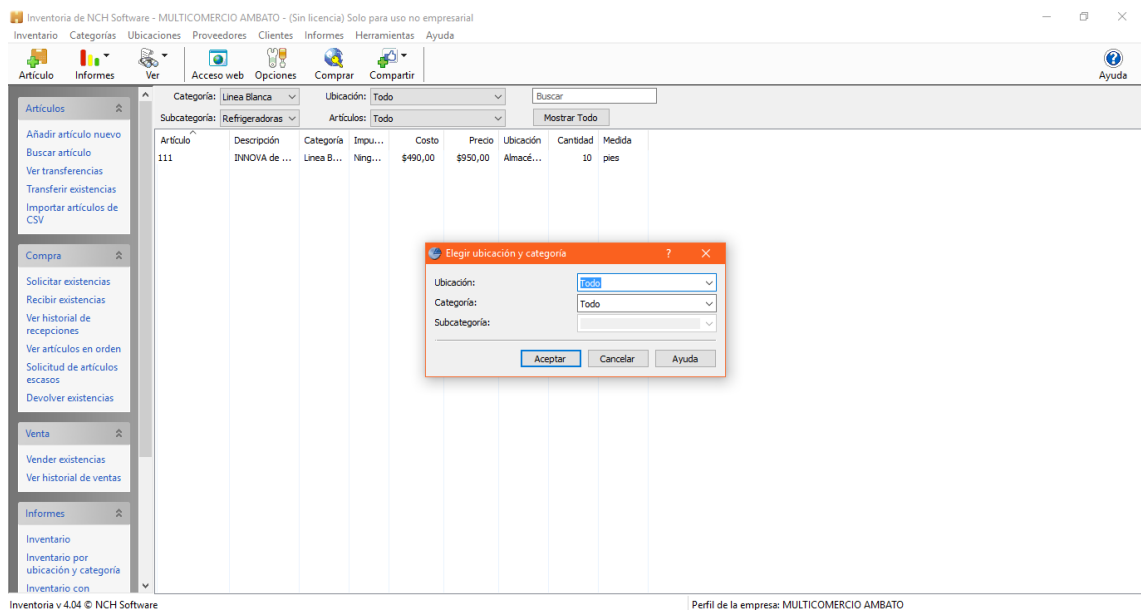 Inventoria de NCH Software - MULTICOMERCIO AMBATO - (Sin licencia) Solo para uso no empresarial
Inventario Categorías Ubicaciones Proveedores Clientes Informes Herramientas Ayuda
Artículo Informes Ver Acceso web Opciones Comprar Compartir Ayuda
Categoría: Linea Blanca Ubicación: Todo Buscar
Subcategoría: Refrigeradoras Artículos: Todo Mostrar Todo
Artículo Descripción Categoría Impu... Costo Precio Ubicación Cantidad Medida
111 INNOVA de ... Linea B... Ning... $490,00 $950,00 Almacé... 10 pies
Artículos
Añadir artículo nuevo
Buscar artículo
Ver transferencias
Transferir existencias
Importar artículos de
CSV
Compra
Solicitar existencias
Recibir existencias
Ver historial de
recepciones
Ver artículos en orden
Solicitud de artículos
escasos
Devolver existencias
Venta
Vender existencias
Ver historial de ventas
Informes
Inventario
Inventario por
ubicación y categoría
Inventario con
Elegir ubicación y categoría ?
Ubicación: Todo
Categoría: Todo
Subcategoría:
Aceptar Cancelar Ayuda
Inventoria v 4.04 © NCH Software Perfil de la empresa: MULTICOMERCIO AMBATO